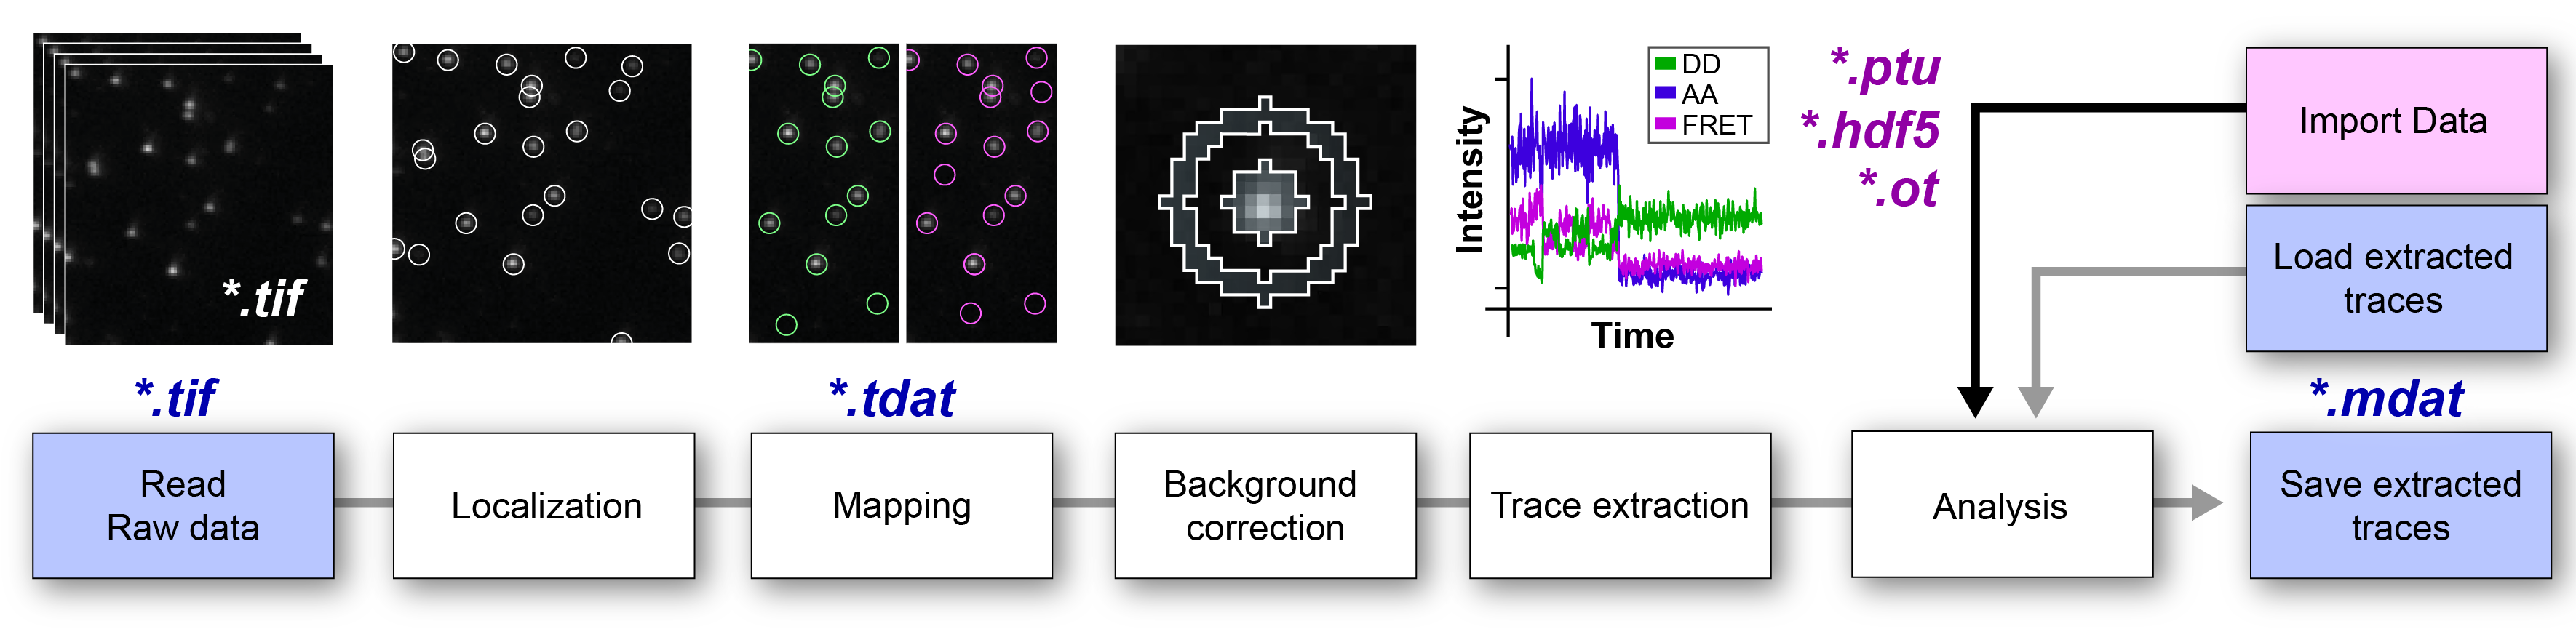 *.tif
Intensity
DD
AA
FRET
Time
*.ptu
*.hdf5
*.ot
Import Data
Load extracted
traces
*.tif
*.tdat
*.mdat
Read
Raw data
Localization
Mapping
Background
correction
Trace extraction
Analysis
Save extracted
traces